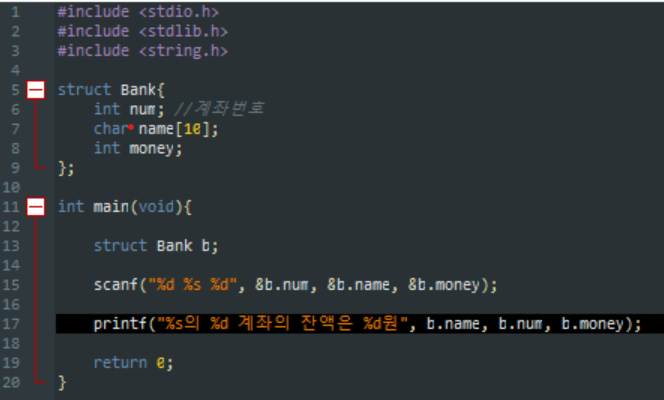 1 #include <stdio.h>
2 #include <stdlib.h>
3 #include <string.h>
4
5 struct Bank{
6 int num; //계좌번호
7 char name[10];
8 int money;
9 };
10
11 int main(void){
12
13 struct Bank b;
14
15 scanf("%d %s %d", &b.num, &b.name, &b.money);
16
17 printf("%s의 %d 계좌의 잔액은 %d원", b.name, b.num, b.money);
18
19 return 0;
20 }